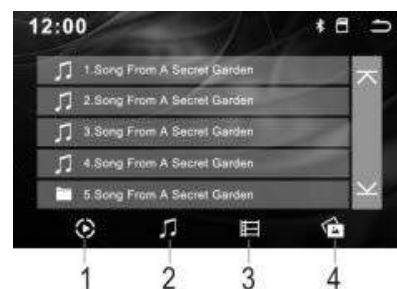 12:00
1.Song From A Secret Garden
2.Song From A Secret Garden
3.Song From A Secret Garden
4.Song From A Secret Garden
5.Song From A Secret Garden
1 2 3 4